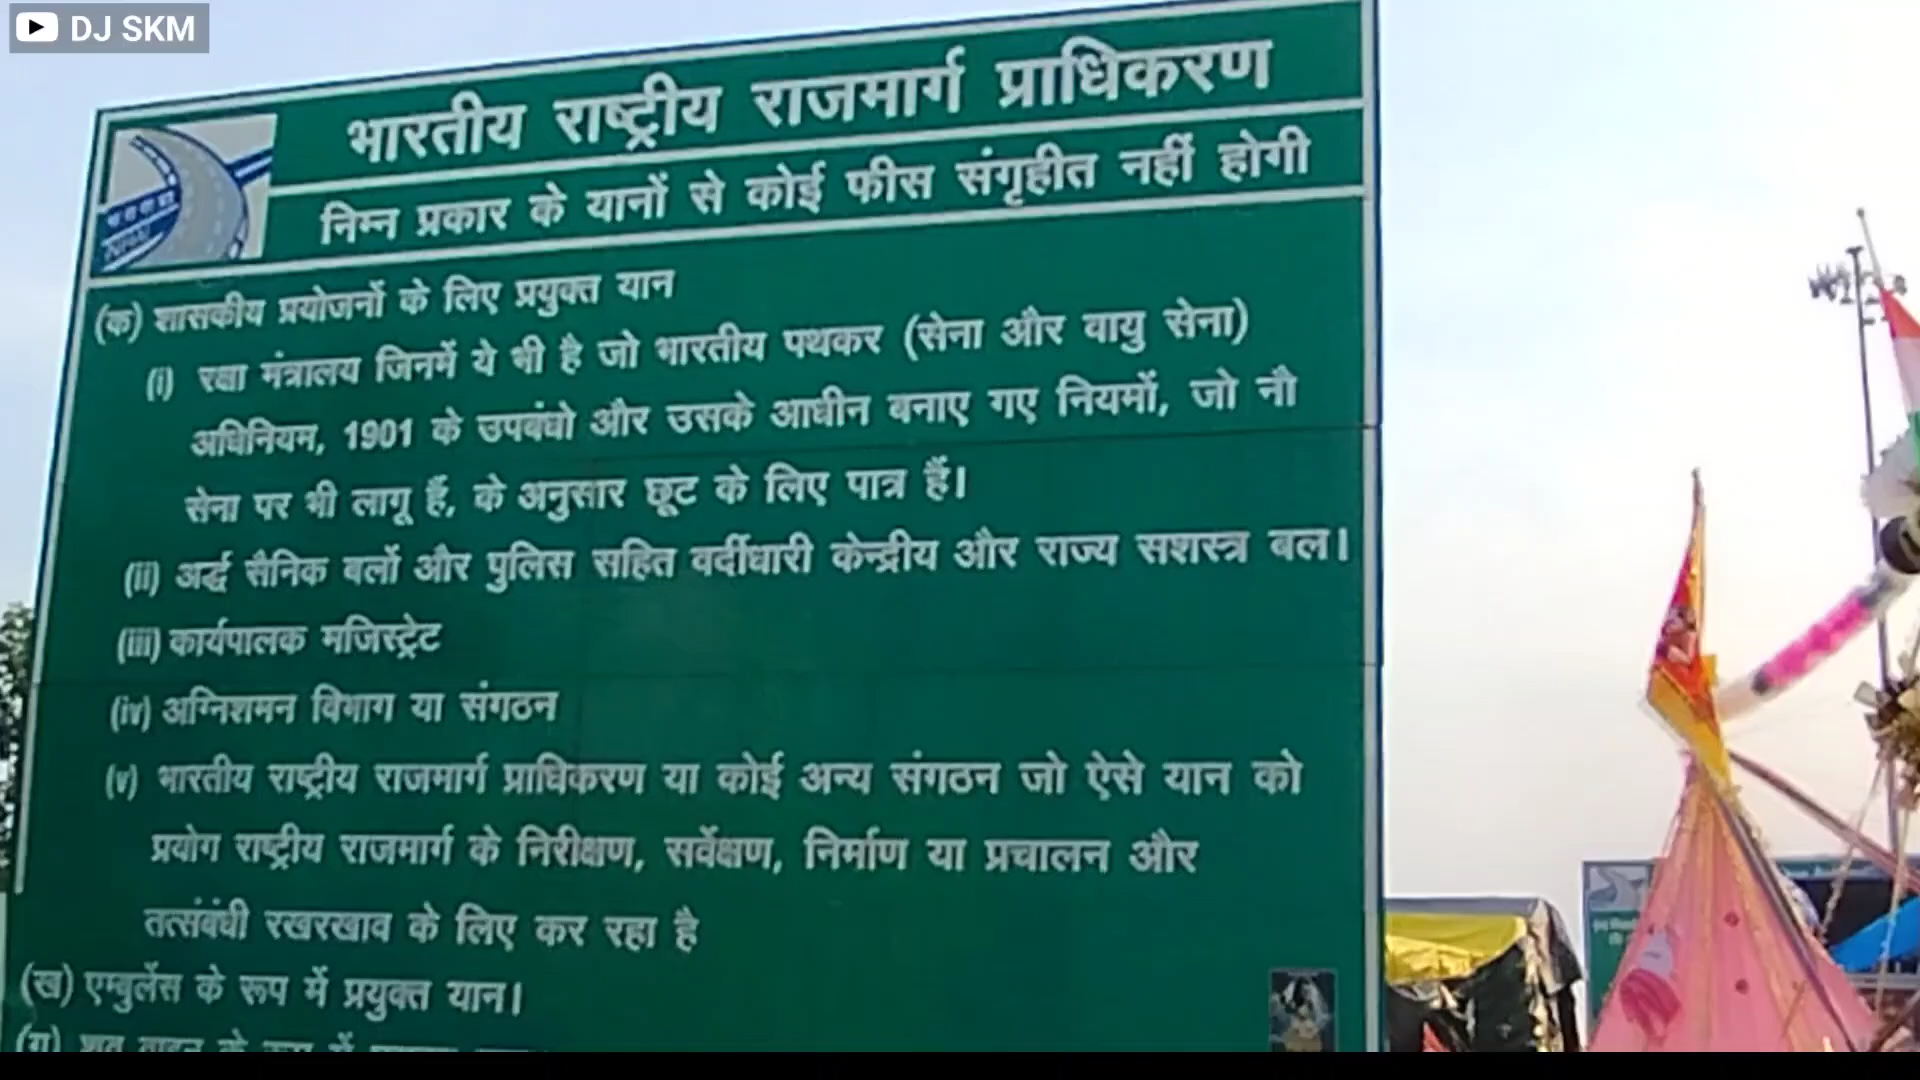 DJ SKM
भारतीय राष्ट्रीय राजमार्ग प्राधिकरण
निम्न प्रकार के यानों से कोई फीस संगृहीत नहीं होगी
(क) शासकीय प्रयोजनों के लिए प्रयुक्त यान
(i) रक्षा मंत्रालय जिनमें ये भी है जो भारतीय पथकर (सेना और वायु सेना)
अधिनियम, 1901 के उपबंधो और उसके आधीन बनाए गए नियमों, जो नौ
सेना पर भी लागू हैं, के अनुसार छूट के लिए पात्र हैं।
(ii) अर्द्ध सैनिक बलों और पुलिस सहित वर्दीधारी केन्द्रीय और राज्य सशस्त्र बल।
(iii) कार्यपालक मजिस्ट्रेट
(iv) अग्निशमन विभाग या संगठन
(v) भारतीय राष्ट्रीय राजमार्ग प्राधिकरण या कोई अन्य संगठन जो ऐसे यान को
प्रयोग राष्ट्रीय राजमार्ग के निरीक्षण, सर्वेक्षण, निर्माण या प्रचालन और
तत्संबंधी रखरखाव के लिए कर रहा है
(ख) एम्बुलेंस के रूप में प्रयुक्त यान।
(ग) शव वाहन के रूप में